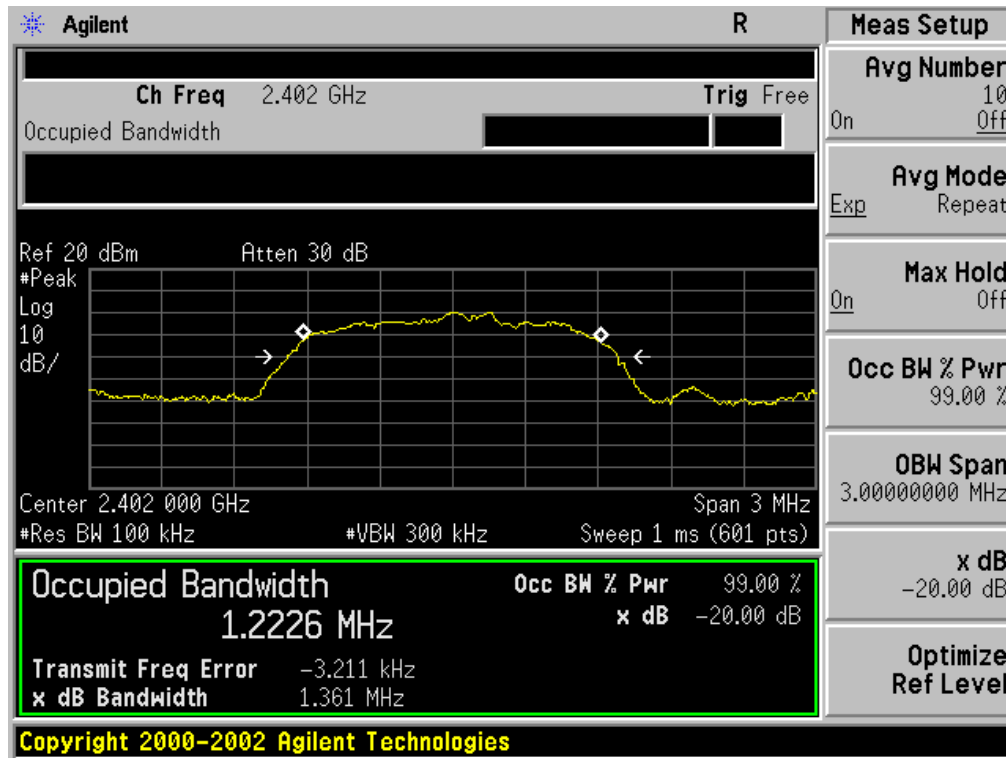 Agilent R
Ch Freq 2.402 GHz Trig Free
Occupied Bandwidth
Ref 20 dBm Atten 30 dB
#Peak
Log
10
dB/
Center 2.402 000 GHz Span 3 MHz
#Res BW 100 kHz #VBW 300 kHz Sweep 1 ms (601 pts)
Occupied Bandwidth Occ BW % Pwr 99.00 %
1.2226 MHz x dB -20.00 dB
Transmit Freq Error -3.211 kHz
x dB Bandwidth 1.361 MHz
Copyright 2000-2002 Agilent Technologies
Meas Setup
Avg Number
10
On Off
Avg Mode
Exp Repeat
Max Hold
On Off
Occ BW % Pwr
99.00 %
OBW Span
3.00000000 MHz
x dB
-20.00 dB
Optimize
Ref Level